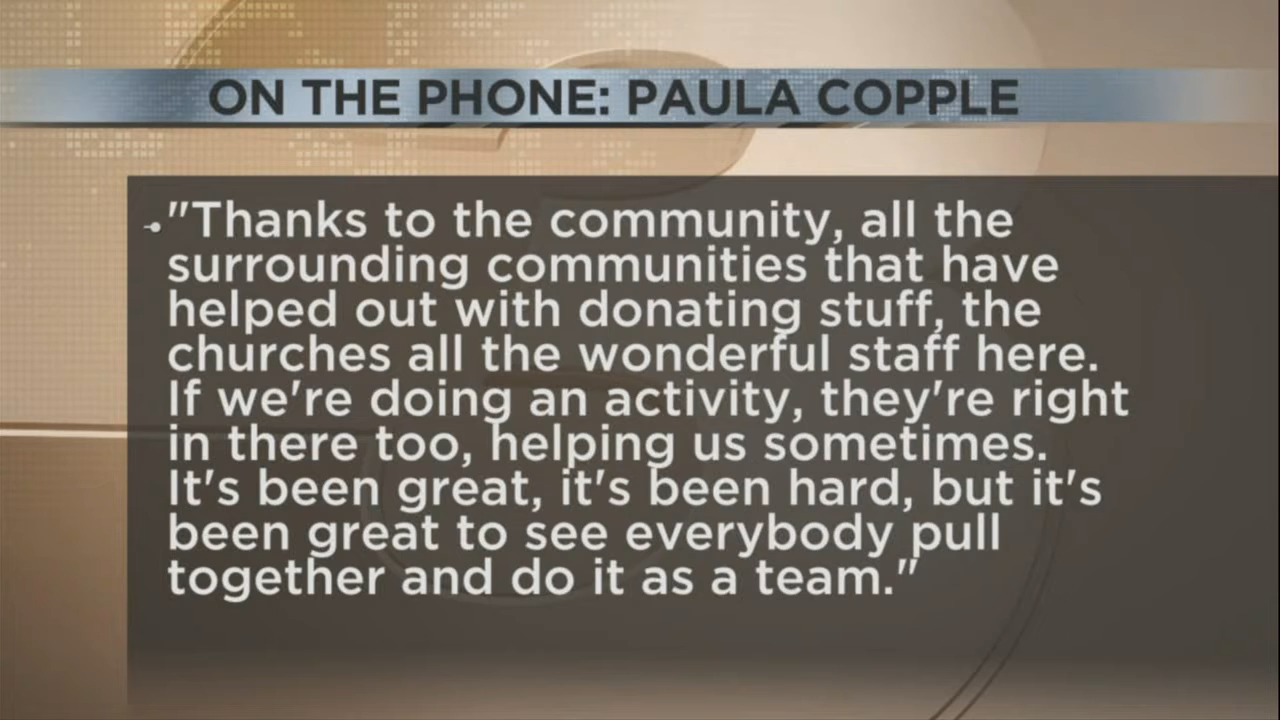 ON THE PHONE: PAULA COPPLE
"Thanks to the community, all the
surrounding communities that have
helped out with donating stuff, the
churches all the wonderful staff here.
If we're doing an activity, they're right
in there too, helping us sometimes.
It's been great, it's been hard, but it's
been great to see everybody pull
together and do it as a team."